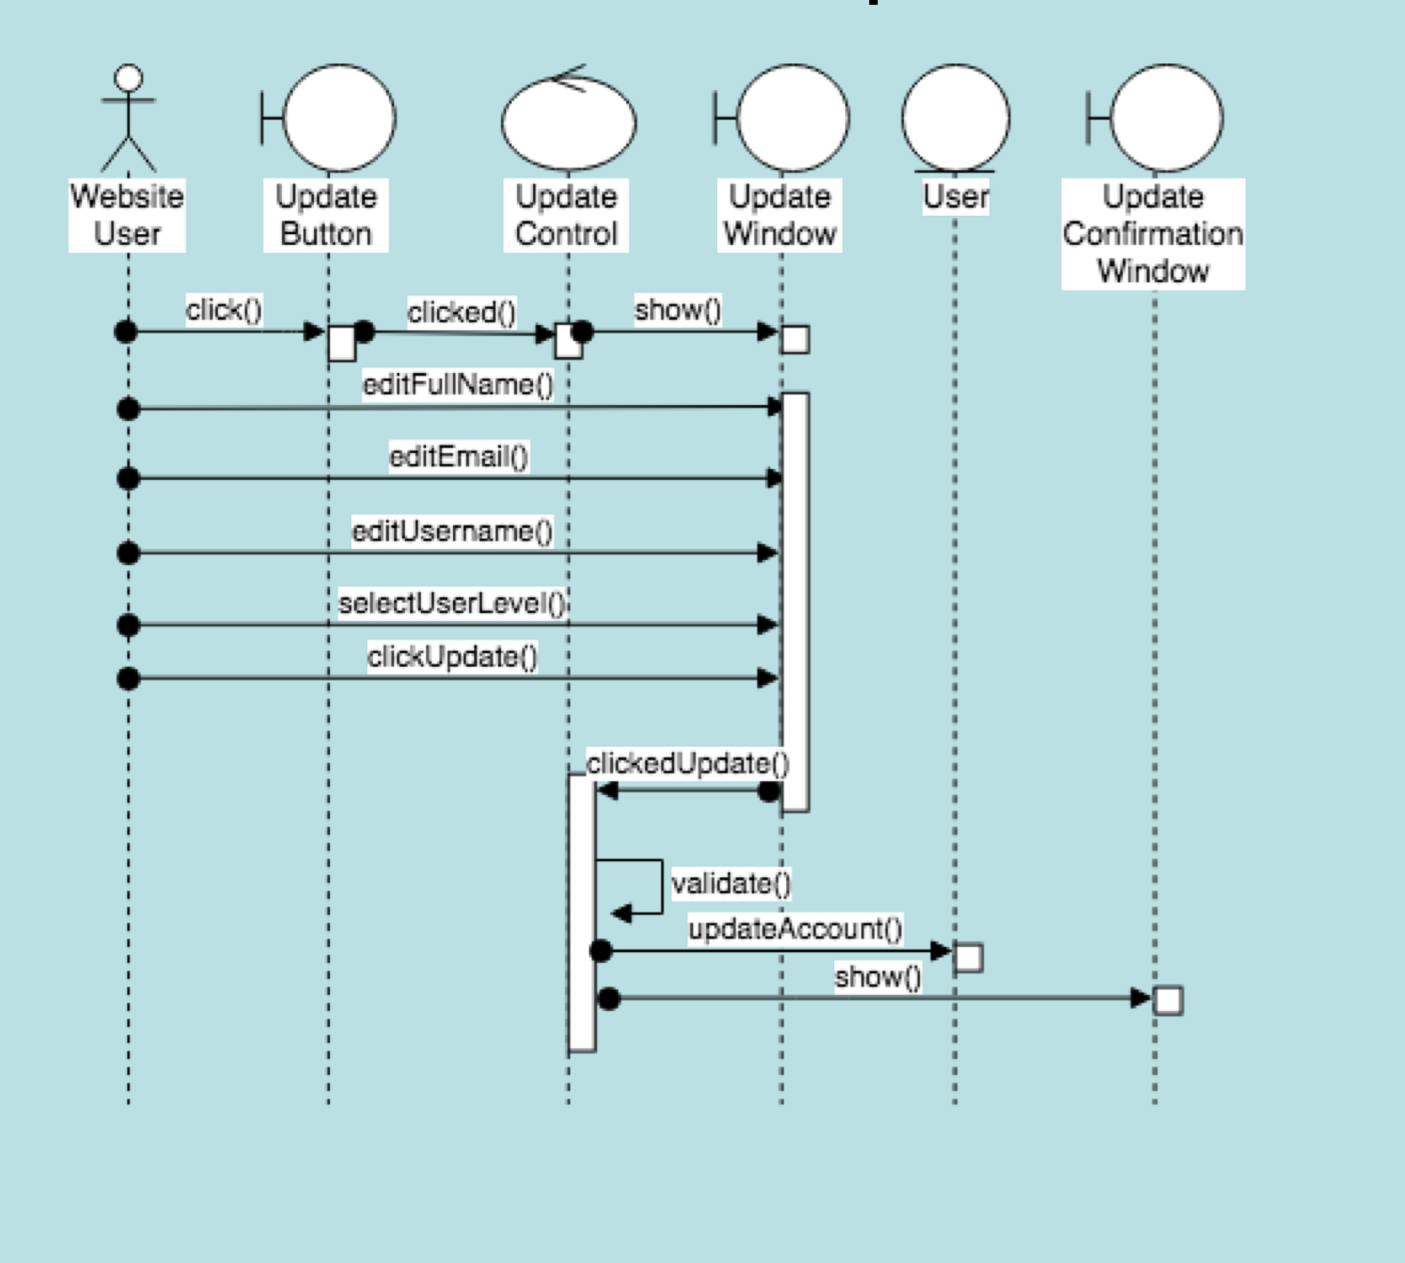 Website
User
Update
Button
Update
Control
Update
Window
User
Update
Confirmation
Window
click()
clicked()
show()
editFullName()
editEmail()
editUsername()
selectUserLevel()
clickUpdate()
clickedUpdate()
validate()
updateAccount()
show()